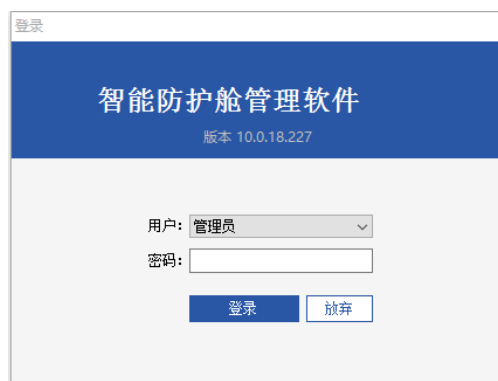 登录
智能防护舱管理软件
版本 10.0.18.227
用户: 管理员
密码:
登录 放弃